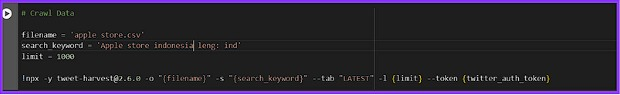 # Crawl Data
filename = 'apple store.csv'
search_keyword = 'Apple store indonesia leng: ind'
limit = 1000
!npx -y tweet-harvest@2.6.0 -o "{filename}" -s "{search_keyword}" --tab "LATEST" -l {limit} --token {twitter_auth_token}